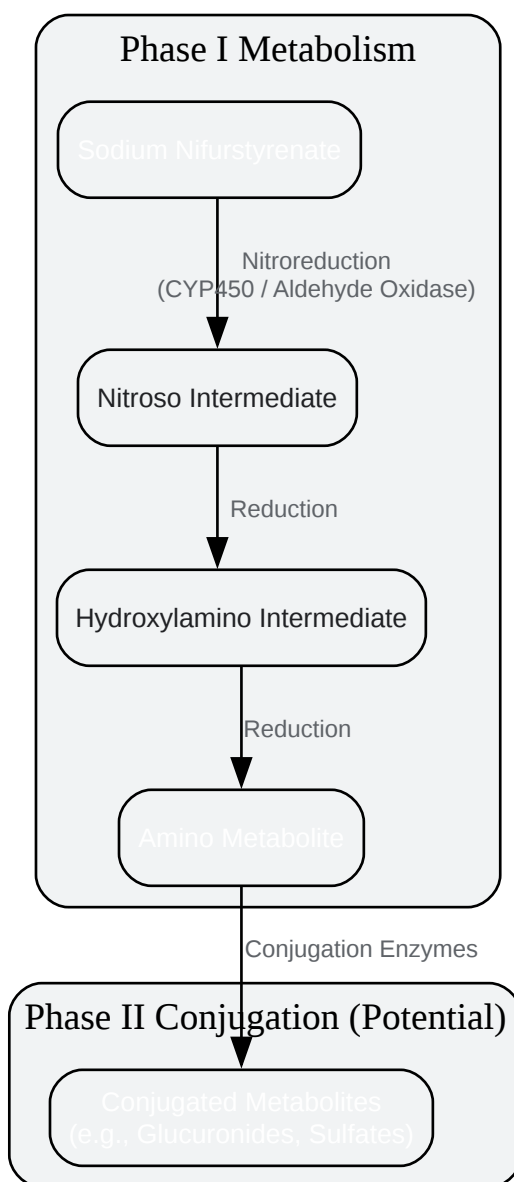 Phase I Metabolism
Sodium Nifurstyrenate
Nitroreduction
(CYP450 / Aldehyde Oxidase)
Nitroso Intermediate
Reduction
Hydroxylamino Intermediate
Reduction
Amino Metabolite
Conjugation Enzymes
Phase II Conjugation (Potential)
Conjugated Metabolites
(e.g., Glucuronides, Sulfates)